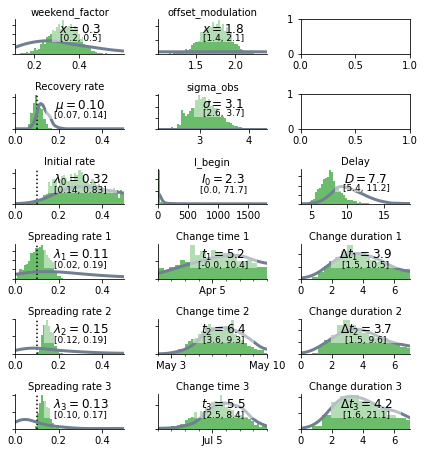 weekend_factor
x = 0.3
[0.2, 0.5]
0.2 0.4
offset_modulation
x = 1.8
[1.4, 2.1]
1.5 2.0
1
0
0.0 0.5 1.0
Recovery rate
μ = 0.10
[0.07, 0.14]
0.0 0.2 0.4
sigma_obs
σ = 3.1
[2.6, 3.7]
3 4
1
0
0.0 0.5 1.0
Initial rate
λ₀ = 0.32
[0.14, 0.83]
0.0 0.2 0.4
I_begin
I₀ = 2.3
[0.0, 71.7]
0 500 1000 1500
Delay
D = 7.7
[5.4, 11.2]
5 10 15
Spreading rate 1
λ₁ = 0.11
[0.02, 0.19]
0.0 0.2 0.4
Change time 1
t₁ = 5.2
[-0.0, 10.4]
Apr 5
Change duration 1
Δt₁ = 3.9
[1.5, 10.5]
0 2 4 6
Spreading rate 2
λ₂ = 0.15
[0.12, 0.19]
0.0 0.2 0.4
Change time 2
t₂ = 6.4
[3.6, 9.3]
May 3 May 10
Change duration 2
Δt₂ = 3.7
[1.5, 9.6]
0 2 4 6
Spreading rate 3
λ₃ = 0.13
[0.10, 0.17]
0.0 0.2 0.4
Change time 3
t₃ = 5.5
[2.5, 8.4]
Jul 5
Change duration 3
Δt₃ = 4.2
[1.6, 21.1]
0 2 4 6